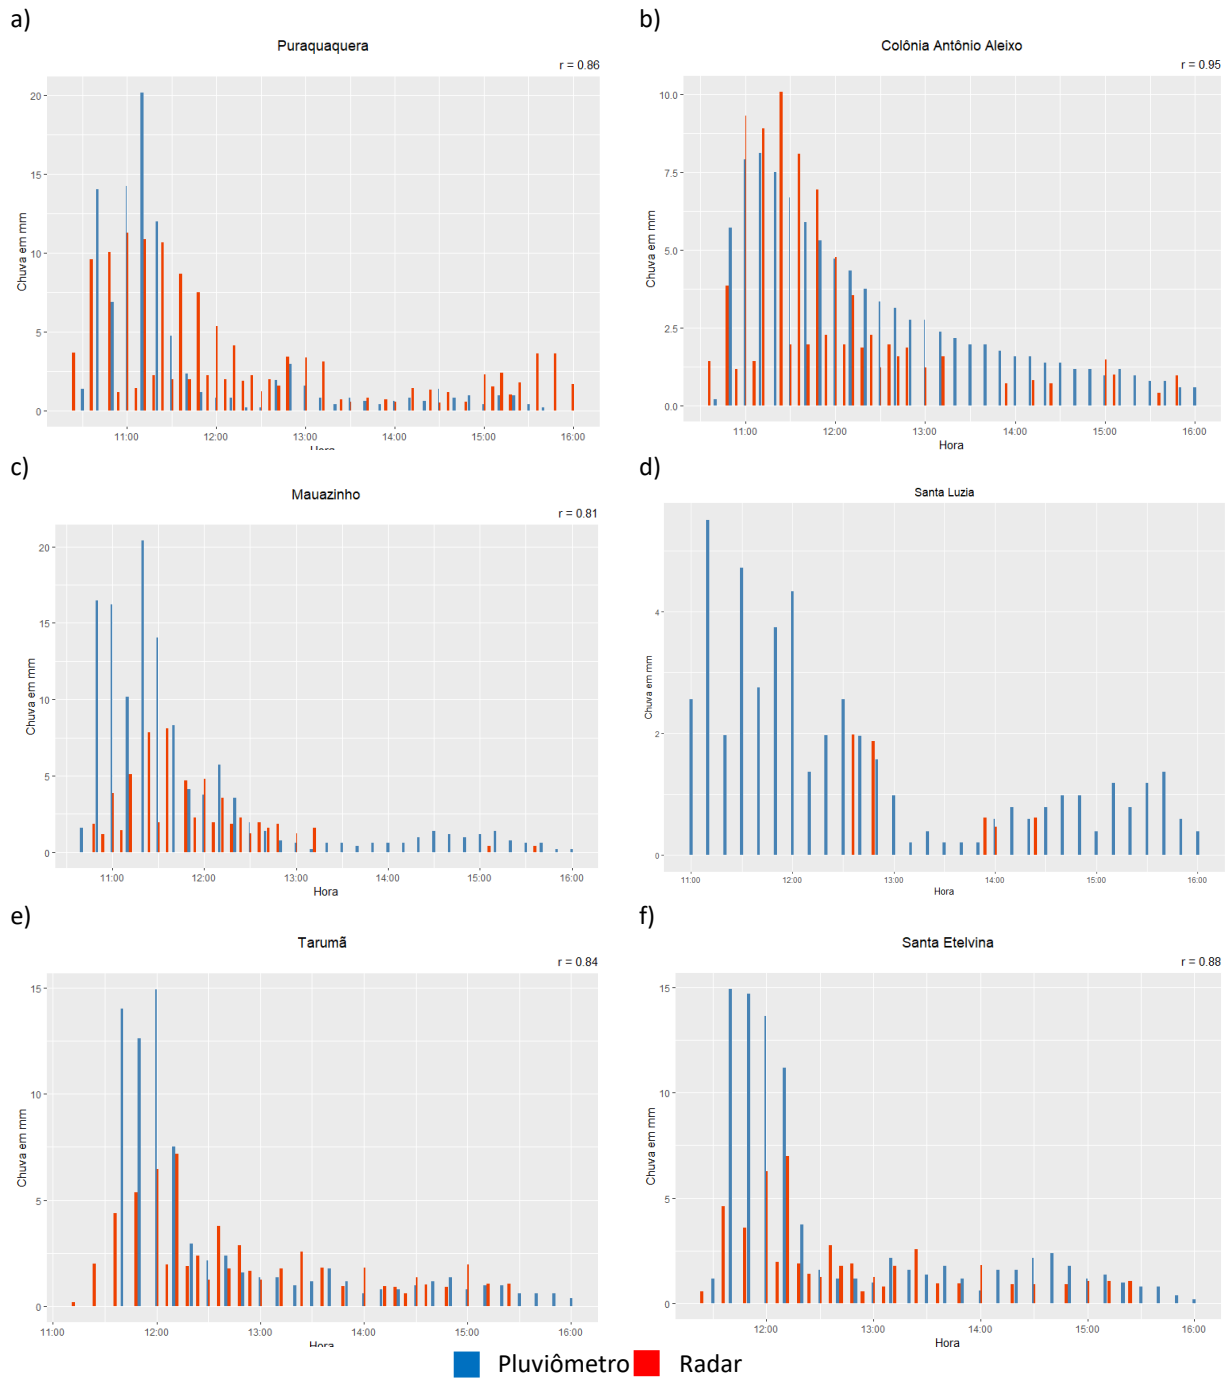 a)
Puraquaquera
r = 0.86
Chuva em mm
20
15
10
5
0
11:00 12:00 13:00 14:00 15:00 16:00
Hora
b)
Colônia Antônio Aleixo
r = 0.95
Chuva em mm
10.0
7.5
5.0
2.5
0.0
11:00 12:00 13:00 14:00 15:00 16:00
Hora
c)
Mauazinho
r = 0.81
Chuva em mm
20
15
10
5
0
11:00 12:00 13:00 14:00 15:00 16:00
Hora
d)
Santa Luzia
Chuva em mm
4
2
0
11:00 12:00 13:00 14:00 15:00 16:00
Hora
e)
Tarumã
r = 0.84
Chuva em mm
15
10
5
0
11:00 12:00 13:00 14:00 15:00 16:00
Hora
f)
Santa Etelvina
r = 0.88
Chuva em mm
15
10
5
0
12:00 13:00 14:00 15:00 16:00
Hora
Pluviômetro Radar